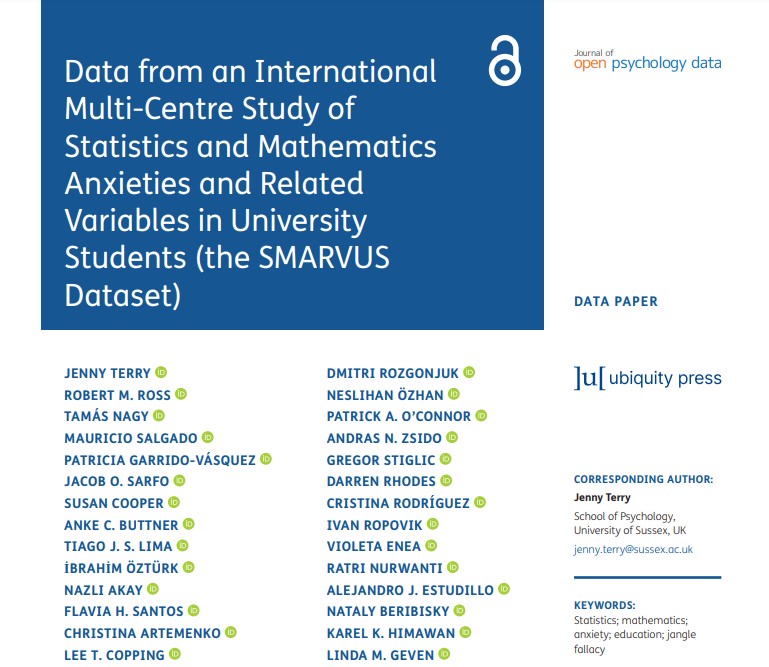 Data from an International
Multi-Centre Study of
Statistics and Mathematics
Anxieties and Related
Variables in University
Students (the SMARVUS
Dataset)
Journal of
open psychology data
DATA PAPER
]u[ ubiquity press
JENNY TERRY
ROBERT M. ROSS
TAMÁS NAGY
MAURICIO SALGADO
PATRICIA GARRIDO-VÁSQUEZ
JACOB O. SARFO
SUSAN COOPER
ANKE C. BUTTNER
TIAGO J. S. LIMA
İBRAHİM ÖZTÜRK
NAZLI AKAY
FLAVIA H. SANTOS
CHRISTINA ARTEMENKO
LEE T. COPPING
DMITRI ROZGONJUK
NESLIHAN ÖZHAN
PATRICK A. O’CONNOR
ANDRAS N. ZSIDO
GREGOR STIGLIC
DARREN RHODES
CRISTINA RODRÍGUEZ
IVAN ROPOVIK
VIOLETA ENEA
RATRI NURWANTI
ALEJANDRO J. ESTUDILLO
NATALY BERIBISKY
KAREL K. HIMAWAN
LINDA M. GEVEN
CORRESPONDING AUTHOR:
Jenny Terry
School of Psychology,
University of Sussex, UK
jenny.terry@sussex.ac.uk
KEYWORDS:
Statistics; mathematics;
anxiety; education; jangle
fallacy